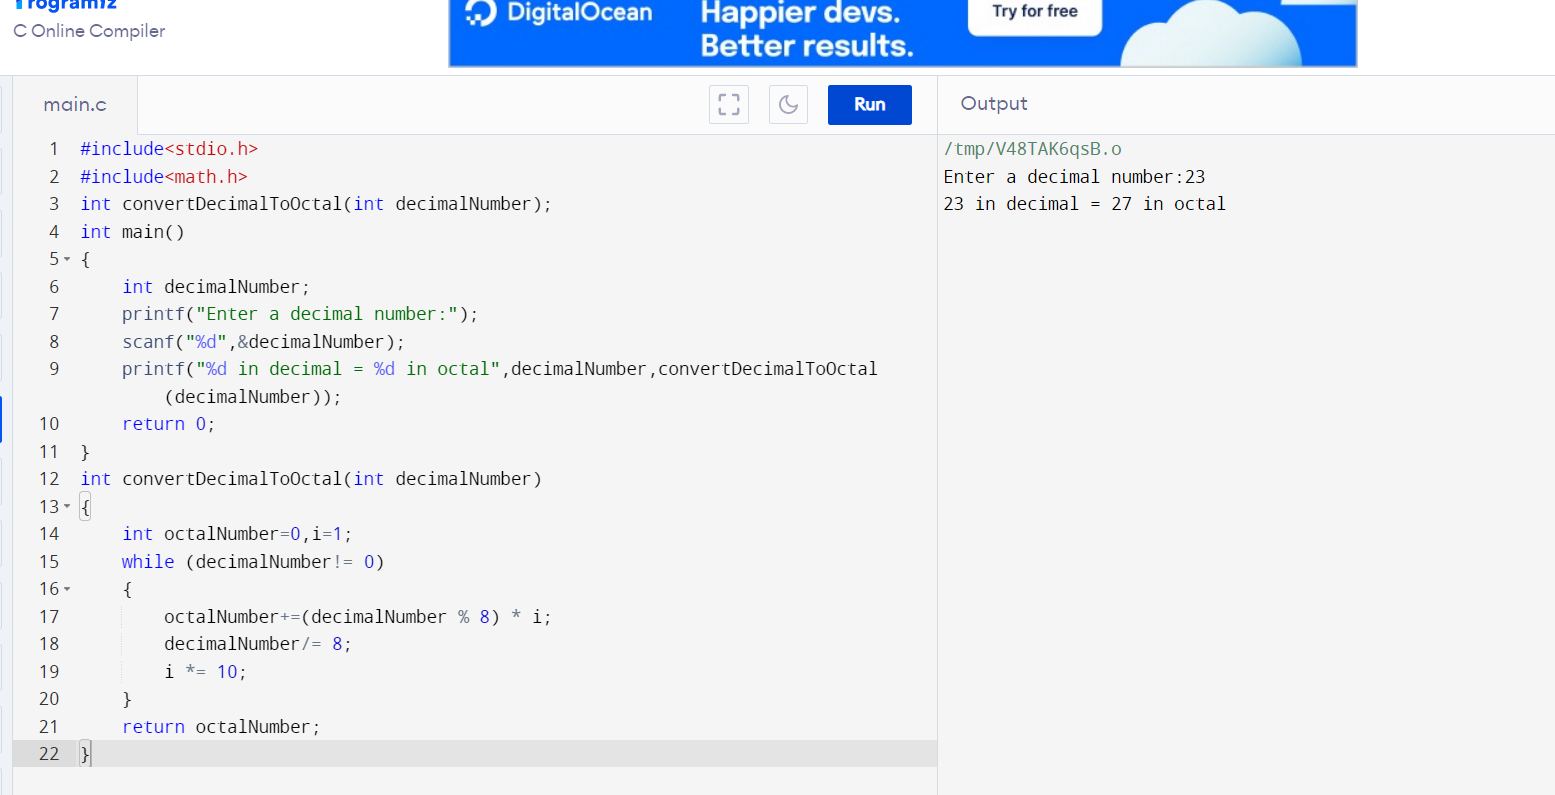 Programiz
C Online Compiler
DigitalOcean
Happier devs.
Better results.
Try for free
main.c
Run
Output
1 #include<stdio.h>
2 #include<math.h>
3 int convertDecimalToOctal(int decimalNumber);
4 int main()
5 {
6 int decimalNumber;
7 printf("Enter a decimal number:");
8 scanf("%d",&decimalNumber);
9 printf("%d in decimal = %d in octal",decimalNumber,convertDecimalToOctal
(decimalNumber));
10 return 0;
11 }
12 int convertDecimalToOctal(int decimalNumber)
13 {
14 int octalNumber=0,i=1;
15 while (decimalNumber!= 0)
16 {
17 octalNumber+=(decimalNumber % 8) * i;
18 decimalNumber/= 8;
19 i *= 10;
20 }
21 return octalNumber;
22 }
/tmp/V48TAK6qsB.o
Enter a decimal number:23
23 in decimal = 27 in octal